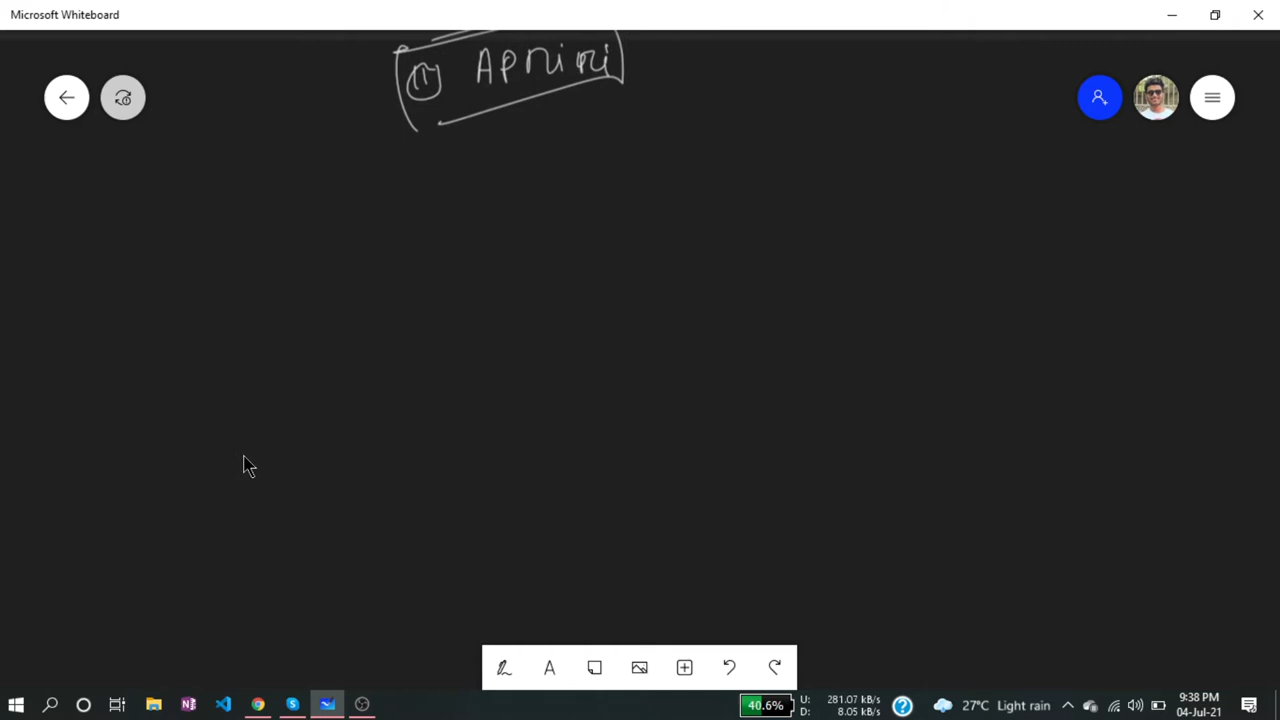 Microsoft Whiteboard
A
40.6%
U: 281.07 kB/s
D: 8.05 kB/s
27°C Light rain
9:38 PM
04-Jul-21